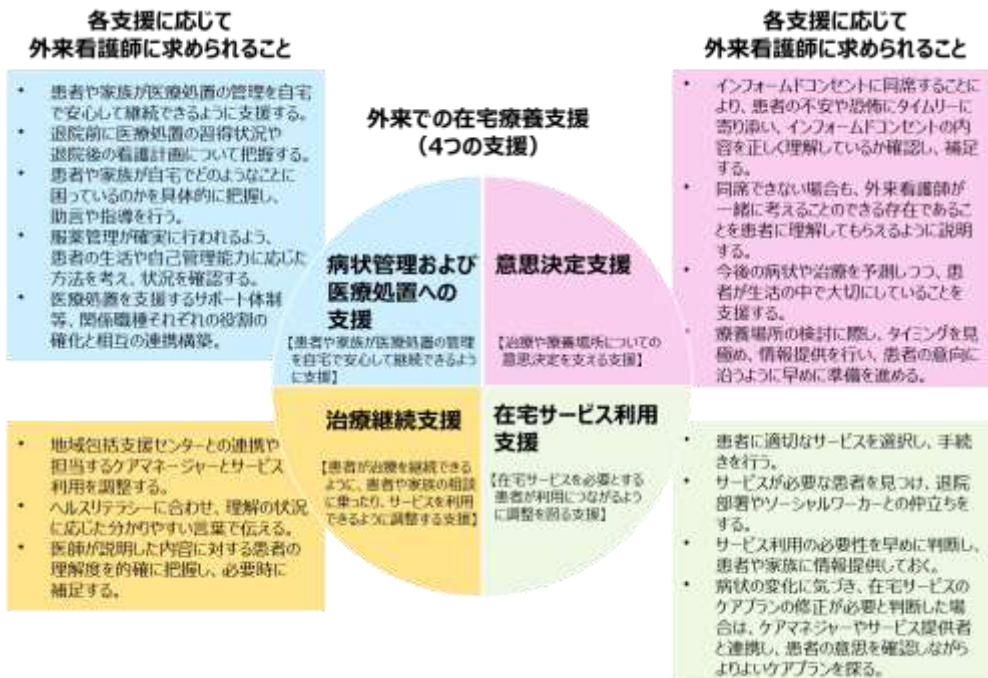 各支援に応じて
外来看護師に求められること
• 患者や家族が医療処置の管理を自宅
で安心して継続できるように支援する。
• 退院前に医療処置の習得状況や
退院後の看護計画について把握する。
• 患者や家族が自宅でどのようなことに
困っているのかを具体的に把握し、
助言や指導を行う。
• 服薬管理が確実に行われるよう、
患者の生活や自己管理能力に応じた
方法を考え、状況を確認する。
• 医療処置を支援するサポート体制
等、関係職種それぞれの役割の
確化と相互の連携構築。
• 地域包括支援センターとの連携や
担当するケアマネージャーとサービス
利用を調整する。
• ヘルスリテラシーに合わせ、理解の状況
に応じた分かりやすい言葉で伝える。
• 医師が説明した内容に対する患者の
理解度を的確に把握し、必要時に
補足する。
外来での在宅療養支援
(4つの支援)
病状管理および
医療処置への
支援
【患者や家族が医療処置の管理
を自宅で安心して継続できるよう
に支援】
意思決定支援
【治療や療養場所についての
意思決定を支える支援】
治療継続支援
【患者が治療を継続できる
ように、患者や家族の相談
に乗ったり、サービスを利用
できるように調整する支援】
在宅サービス利用
支援
【在宅サービスを必要とする
患者が利用につながるよう
に調整を図る支援】
各支援に応じて
外来看護師に求められること
• インフォームドコンセントに同席することに
より、患者の不安や恐怖にタイムリーに
寄り添い、インフォームドコンセントの内
容を正しく理解しているか確認し、補足
する。
• 同席できない場合も、外来看護師が
一緒に考えることのできる存在であるこ
とを患者に理解してもらえるように説明
する。
• 今後の病状や治療を予測しつつ、患
者が生活の中で大切にしていることを
支援する。
• 療養場所の検討に際し、タイミングを見
極め、情報提供を行い、患者の意向に
沿うように早めに準備を進める。
• 患者に適切なサービスを選択し、手続
きを行う。
• サービスが必要な患者を見つけ、退院
部署やソーシャルワーカーとの仲立ちを
する。
• サービス利用の必要性を早めに判断し、
患者や家族に情報提供しておく。
• 病状の変化に気づき、在宅サービスの
ケアプランの修正が必要と判断した場
合は、ケアマネジャーやサービス提供者
と連携し、患者の意思を確認しながら
よりよいケアプランを探る。